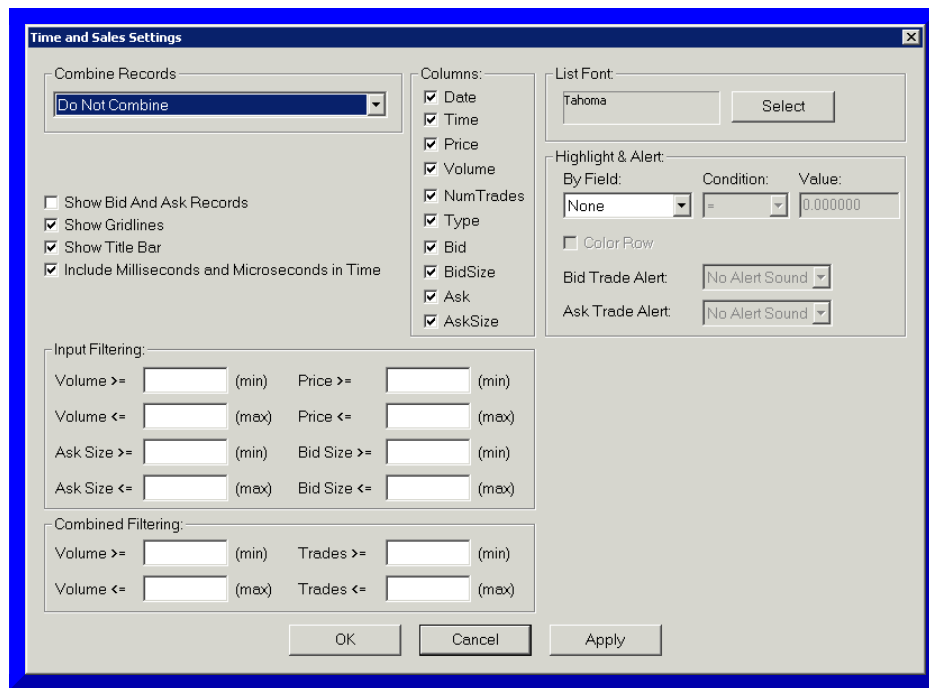 Time and Sales Settings
Combine Records
Do Not Combine
Show Bid And Ask Records
Show Gridlines
Show Title Bar
Include Milliseconds and Microseconds in Time
Columns:
Date
Time
Price
Volume
NumTrades
Type
Bid
BidSize
Ask
AskSize
List Font:
Tahoma
Select
Highlight & Alert:
By Field: Condition: Value:
None = 0.000000
Color Row
Bid Trade Alert: No Alert Sound
Ask Trade Alert: No Alert Sound
Input Filtering:
Volume >= (min) Price >= (min)
Volume <= (max) Price <= (max)
Ask Size >= (min) Bid Size >= (min)
Ask Size <= (max) Bid Size <= (max)
Combined Filtering:
Volume >= (min) Trades >= (min)
Volume <= (max) Trades <= (max)
OK Cancel Apply